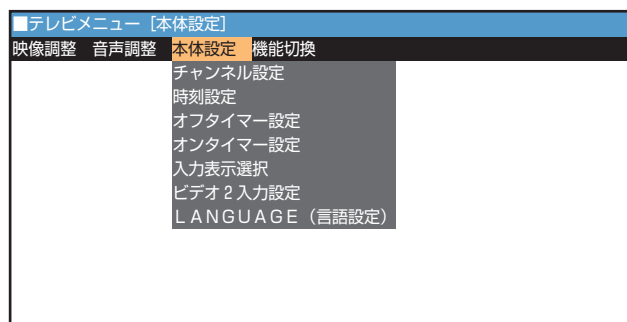 ■テレビメニュー [本体設定]
映像調整 音声調整 本体設定 機能切換
チャンネル設定
時刻設定
オフタイマー設定
オンタイマー設定
入力表示選択
ビデオ2入力設定
LANGUAGE(言語設定)